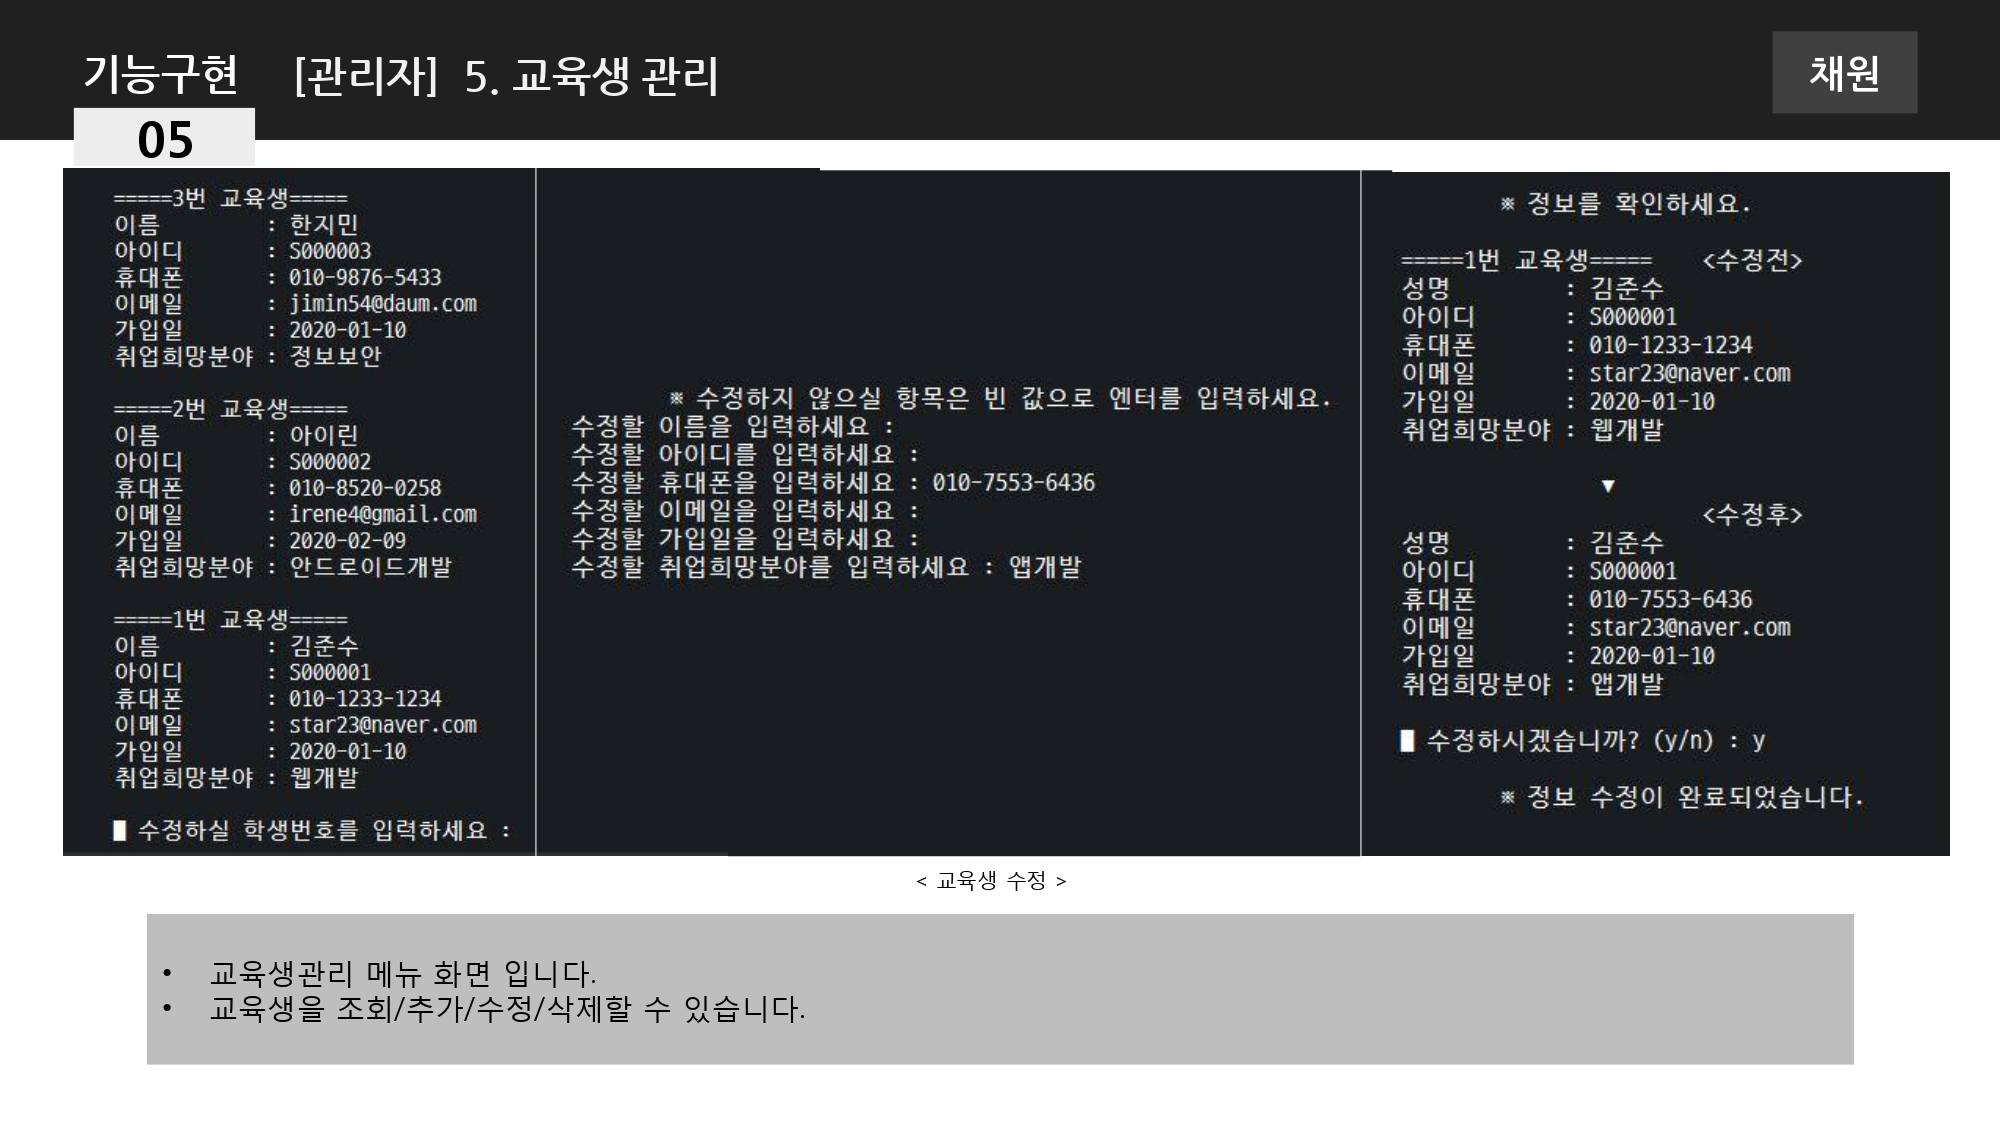 기능구현 [관리자] 5. 교육생 관리
채원
05
=====3번 교육생=====
이름 : 한지민
아이디 : S000003
휴대폰 : 010-9876-5433
이메일 : jimin54@daum.com
가입일 : 2020-01-10
취업희망분야 : 정보보안
=====2번 교육생=====
이름 : 아이린
아이디 : S000002
휴대폰 : 010-8520-0258
이메일 : irene4@gmail.com
가입일 : 2020-02-09
취업희망분야 : 안드로이드개발
=====1번 교육생=====
이름 : 김준수
아이디 : S000001
휴대폰 : 010-1233-1234
이메일 : star23@naver.com
가입일 : 2020-01-10
취업희망분야 : 웹개발
█ 수정하실 학생번호를 입력하세요 :
※ 수정하지 않으실 항목은 빈 값으로 엔터를 입력하세요.
수정할 이름을 입력하세요 :
수정할 아이디를 입력하세요 :
수정할 휴대폰을 입력하세요 : 010-7553-6436
수정할 이메일을 입력하세요 :
수정할 가입일을 입력하세요 :
수정할 취업희망분야를 입력하세요 : 앱개발
※ 정보를 확인하세요.
=====1번 교육생===== <수정전>
성명 : 김준수
아이디 : S000001
휴대폰 : 010-1233-1234
이메일 : star23@naver.com
가입일 : 2020-01-10
취업희망분야 : 웹개발
▼
<수정후>
성명 : 김준수
아이디 : S000001
휴대폰 : 010-7553-6436
이메일 : star23@naver.com
가입일 : 2020-01-10
취업희망분야 : 앱개발
█ 수정하시겠습니까? (y/n) : y
※ 정보 수정이 완료되었습니다.
< 교육생 수정 >
• 교육생관리 메뉴 화면 입니다.
• 교육생을 조회/추가/수정/삭제할 수 있습니다.